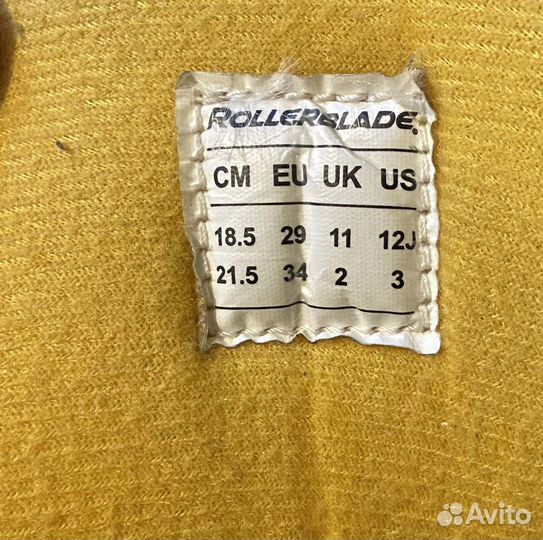 ROLLERBLADE.
CM EU UK US
18.5 29 11 12J
21.5 34 2 3
Avito